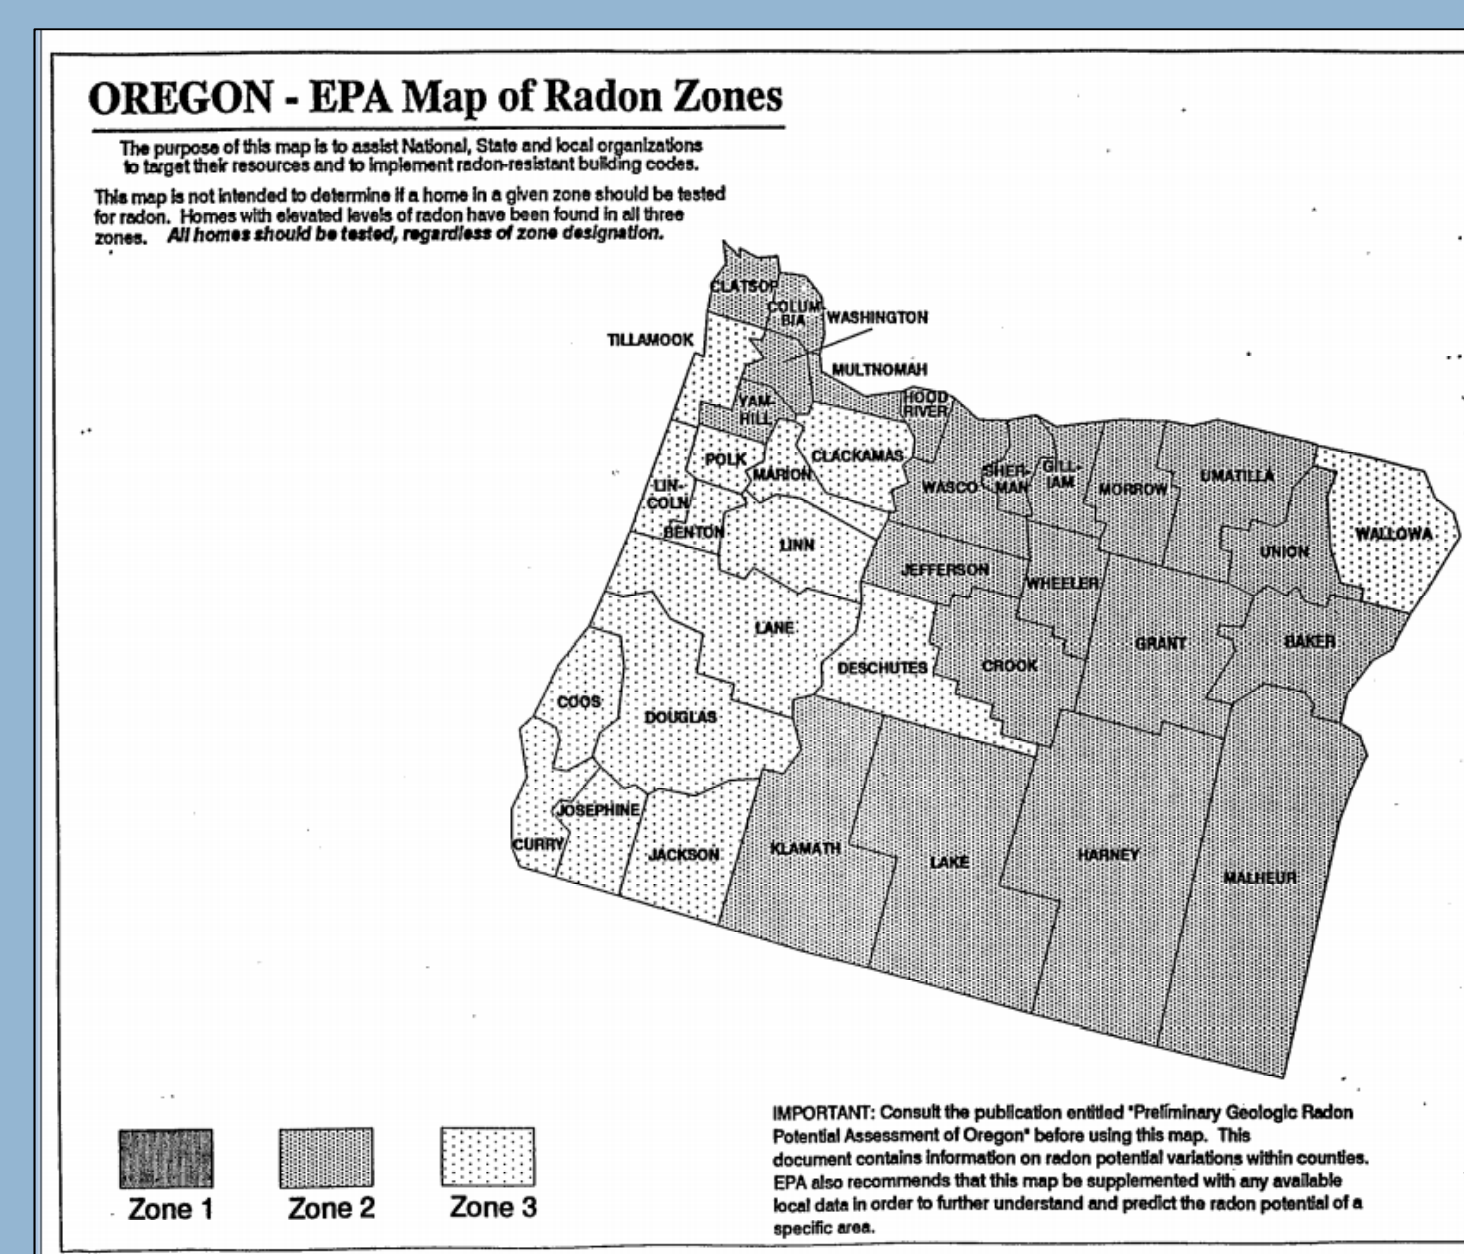 OREGON - EPA Map of Radon Zones
The purpose of this map is to assist National, State and local organizations
to target their resources and to implement radon-resistant building codes.
This map is not intended to determine if a home in a given zone should be tested
for radon. Homes with elevated levels of radon have been found in all three
zones. All homes should be tested, regardless of zone designation.
CLATSOP
COLUM-
BIA
WASHINGTON
TILLAMOOK
MULTNOMAH
HOOD
RIVER
YAM-
HILL
POLK
MARION
CLACKAMAS
WASCO
SHER-
MAN
GILL-
IAM
MORROW
UMATILLA
WALLOWA
LIN-
COLN
BENTON
LINN
JEFFERSON
WHEELER
UNION
LANE
DESCHUTES
CROOK
GRANT
BAKER
COOS
DOUGLAS
JOSEPHINE
CURRY
JACKSON
KLAMATH
LAKE
HARNEY
MALHEUR
Zone 1
Zone 2
Zone 3
IMPORTANT: Consult the publication entitled "Preliminary Geologic Radon
Potential Assessment of Oregon" before using this map. This
document contains information on radon potential variations within counties.
EPA also recommends that this map be supplemented with any available
local data in order to further understand and predict the radon potential of a
specific area.